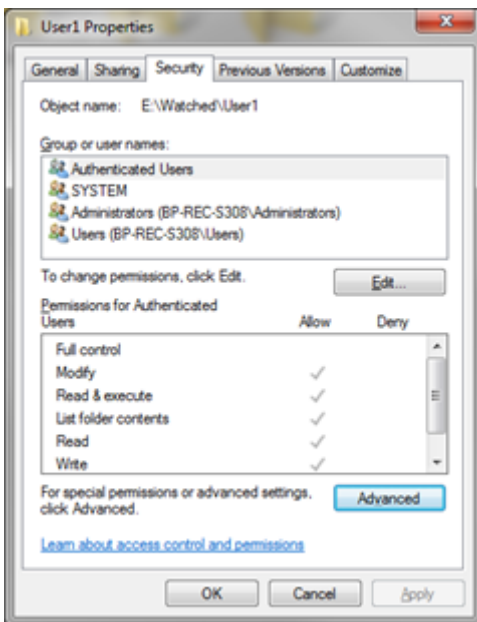 User1 Properties
General Sharing Security Previous Versions Customize
Object name: E:\Watched\User1
Group or user names:
Authenticated Users
SYSTEM
Administrators (BP-REC-S308\Administrators)
Users (BP-REC-S308\Users)
To change permissions, click Edit. Edit...
Permissions for Authenticated
Users Allow Deny
Full control
Modify
Read & execute
List folder contents
Read
Write
For special permissions or advanced settings, Advanced
click Advanced.
Learn about access control and permissions
OK Cancel Apply